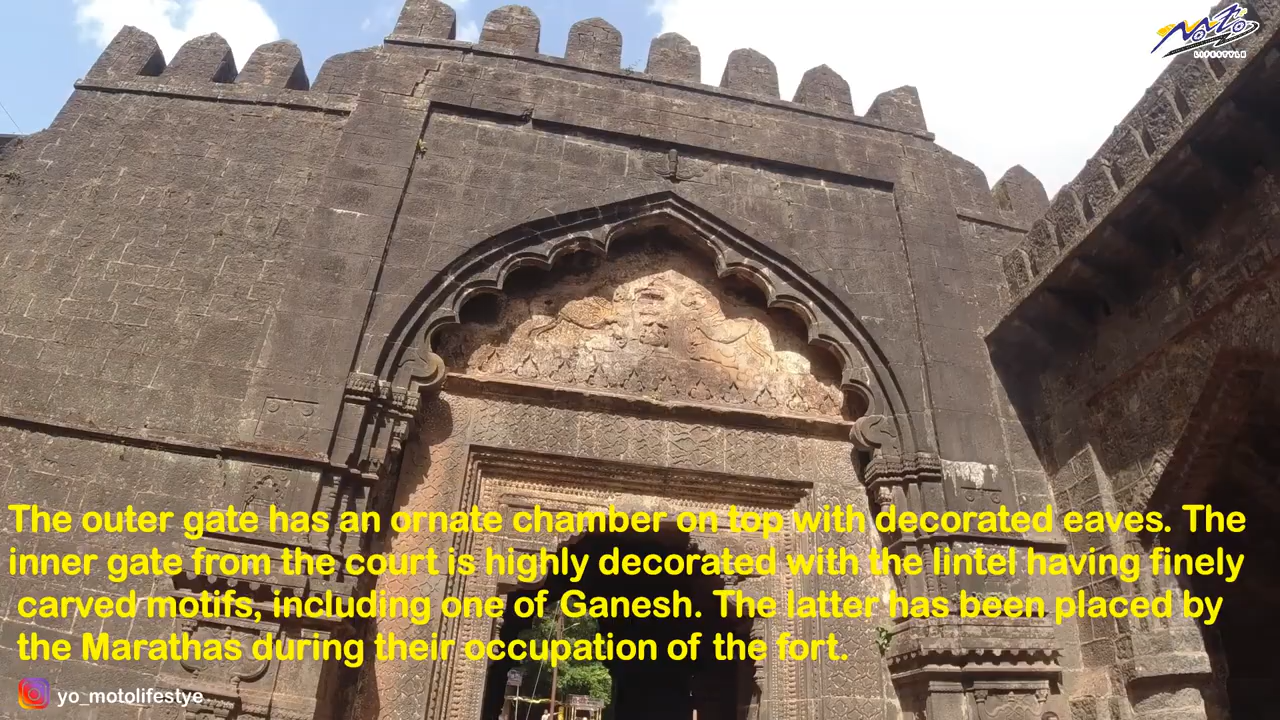 YOMOTO
LIFESTYLE
The outer gate has an ornate chamber on top with decorated eaves. The
inner gate from the court is highly decorated with the lintel having finely
carved motifs, including one of Ganesh. The latter has been placed by
the Marathas during their occupation of the fort.
yo_motolifestye